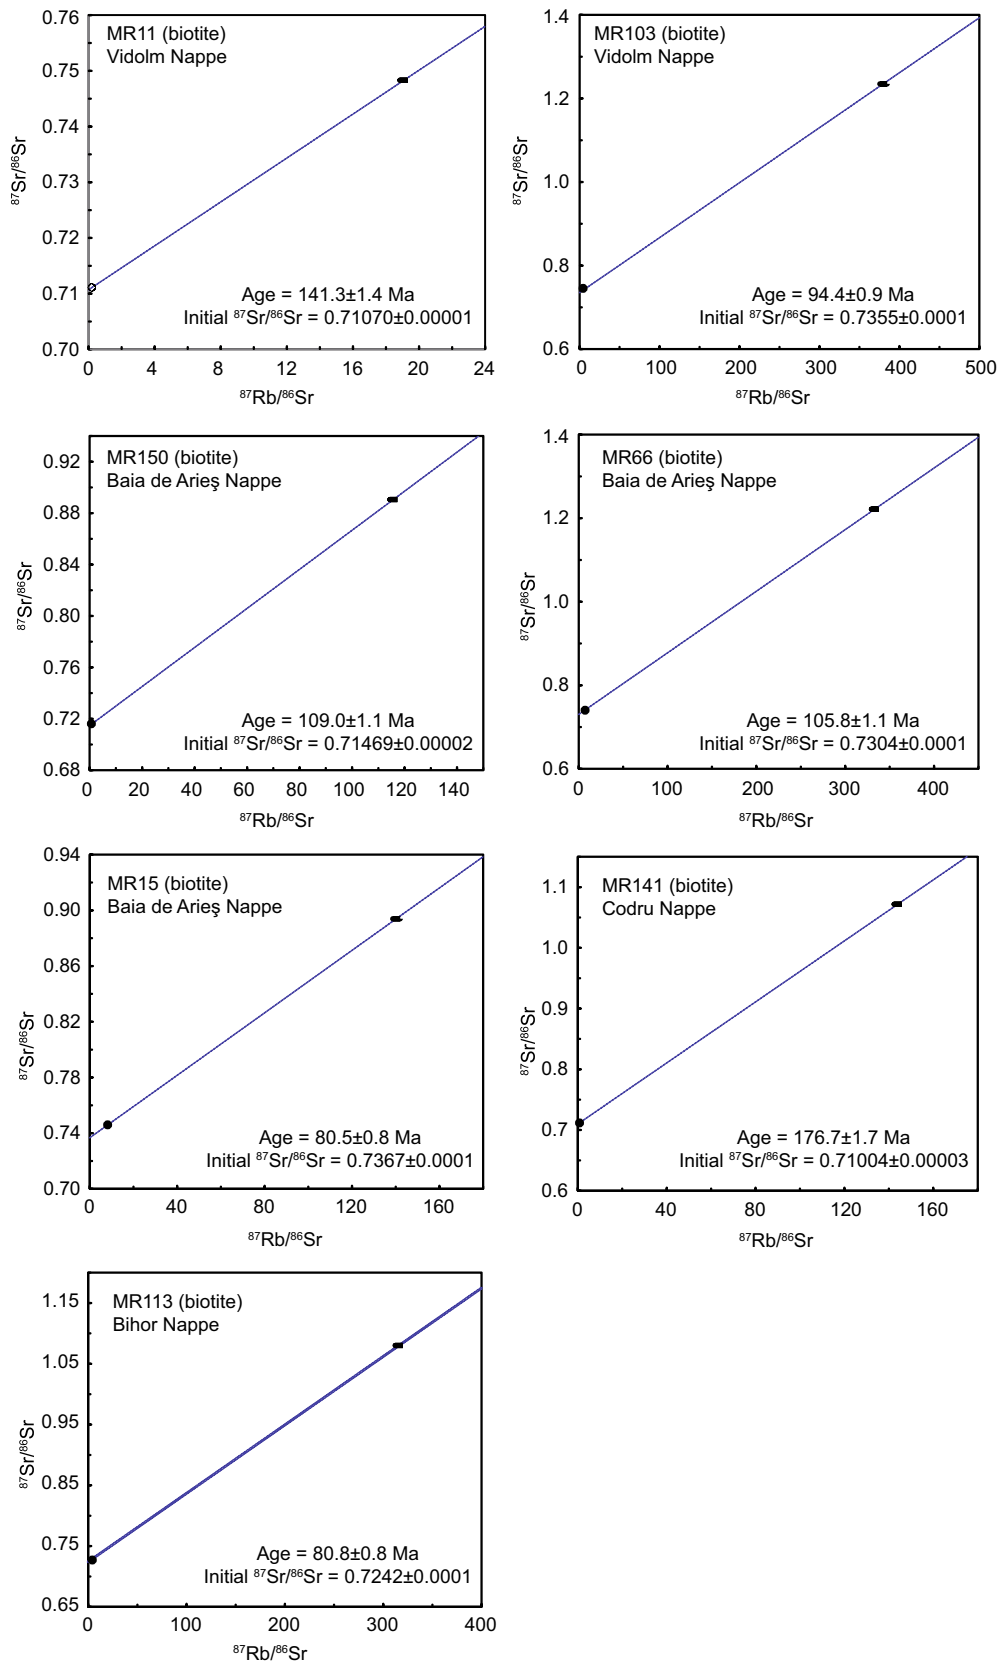 0.76
0.75
0.74
0.73
0.72
0.71
0.70
⁸⁷Sr/⁸⁶Sr
MR11 (biotite)
Vidolm Nappe
Age = 141.3±1.4 Ma
Initial ⁸⁷Sr/⁸⁶Sr = 0.71070±0.00001
0 4 8 12 16 20 24
⁸⁷Rb/⁸⁶Sr
1.4
1.2
1.0
0.8
0.6
⁸⁷Sr/⁸⁶Sr
MR103 (biotite)
Vidolm Nappe
Age = 94.4±0.9 Ma
Initial ⁸⁷Sr/⁸⁶Sr = 0.7355±0.0001
0 100 200 300 400 500
⁸⁷Rb/⁸⁶Sr
0.92
0.88
0.84
0.80
0.76
0.72
0.68
⁸⁷Sr/⁸⁶Sr
MR150 (biotite)
Baia de Arieş Nappe
Age = 109.0±1.1 Ma
Initial ⁸⁷Sr/⁸⁶Sr = 0.71469±0.00002
0 20 40 60 80 100 120 140
⁸⁷Rb/⁸⁶Sr
1.4
1.2
1.0
0.8
0.6
⁸⁷Sr/⁸⁶Sr
MR66 (biotite)
Baia de Arieş Nappe
Age = 105.8±1.1 Ma
Initial ⁸⁷Sr/⁸⁶Sr = 0.7304±0.0001
0 100 200 300 400
⁸⁷Rb/⁸⁶Sr
0.94
0.90
0.86
0.82
0.78
0.74
0.70
⁸⁷Sr/⁸⁶Sr
MR15 (biotite)
Baia de Arieş Nappe
Age = 80.5±0.8 Ma
Initial ⁸⁷Sr/⁸⁶Sr = 0.7367±0.0001
0 40 80 120 160
⁸⁷Rb/⁸⁶Sr
1.1
1.0
0.9
0.8
0.7
0.6
⁸⁷Sr/⁸⁶Sr
MR141 (biotite)
Codru Nappe
Age = 176.7±1.7 Ma
Initial ⁸⁷Sr/⁸⁶Sr = 0.71004±0.00003
0 40 80 120 160
⁸⁷Rb/⁸⁶Sr
1.15
1.05
0.95
0.85
0.75
0.65
⁸⁷Sr/⁸⁶Sr
MR113 (biotite)
Bihor Nappe
Age = 80.8±0.8 Ma
Initial ⁸⁷Sr/⁸⁶Sr = 0.7242±0.0001
0 100 200 300 400
⁸⁷Rb/⁸⁶Sr